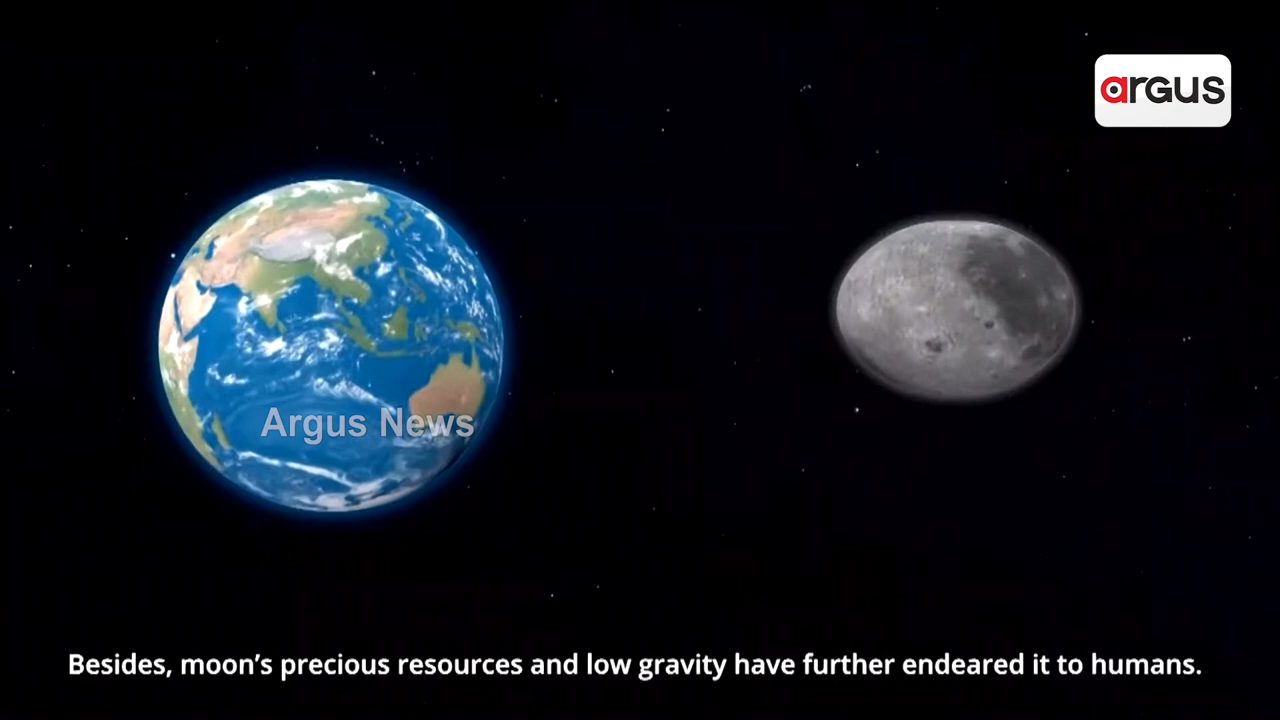 argus
Argus News
Besides, moon’s precious resources and low gravity have further endeared it to humans.